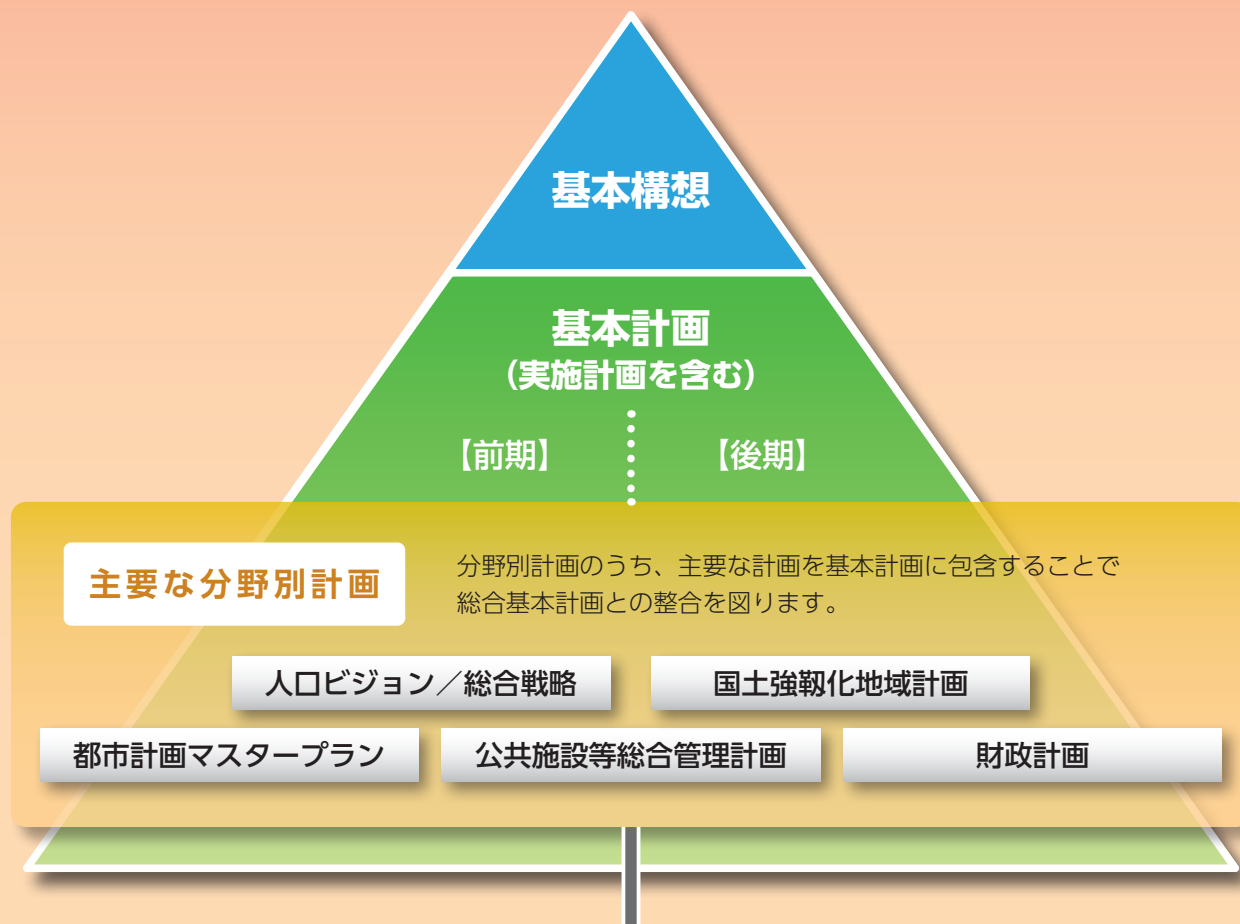 基本構想
基本計画
（実施計画を含む）
【前期】
【後期】
主要な分野別計画
分野別計画のうち、主要な計画を基本計画に包含することで
総合基本計画との整合を図ります。
人口ビジョン／総合戦略
国土強靱化地域計画
都市計画マスタープラン
公共施設等総合管理計画
財政計画